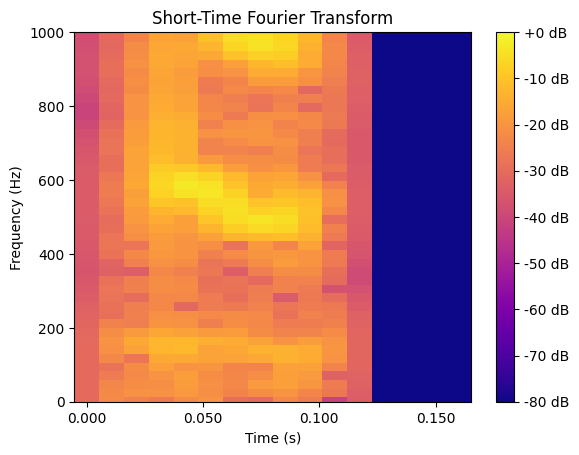 Short-Time Fourier Transform
Frequency (Hz)
1000
800
600
400
200
0
0.000
0.050
0.100
0.150
Time (s)
+0 dB
-10 dB
-20 dB
-30 dB
-40 dB
-50 dB
-60 dB
-70 dB
-80 dB